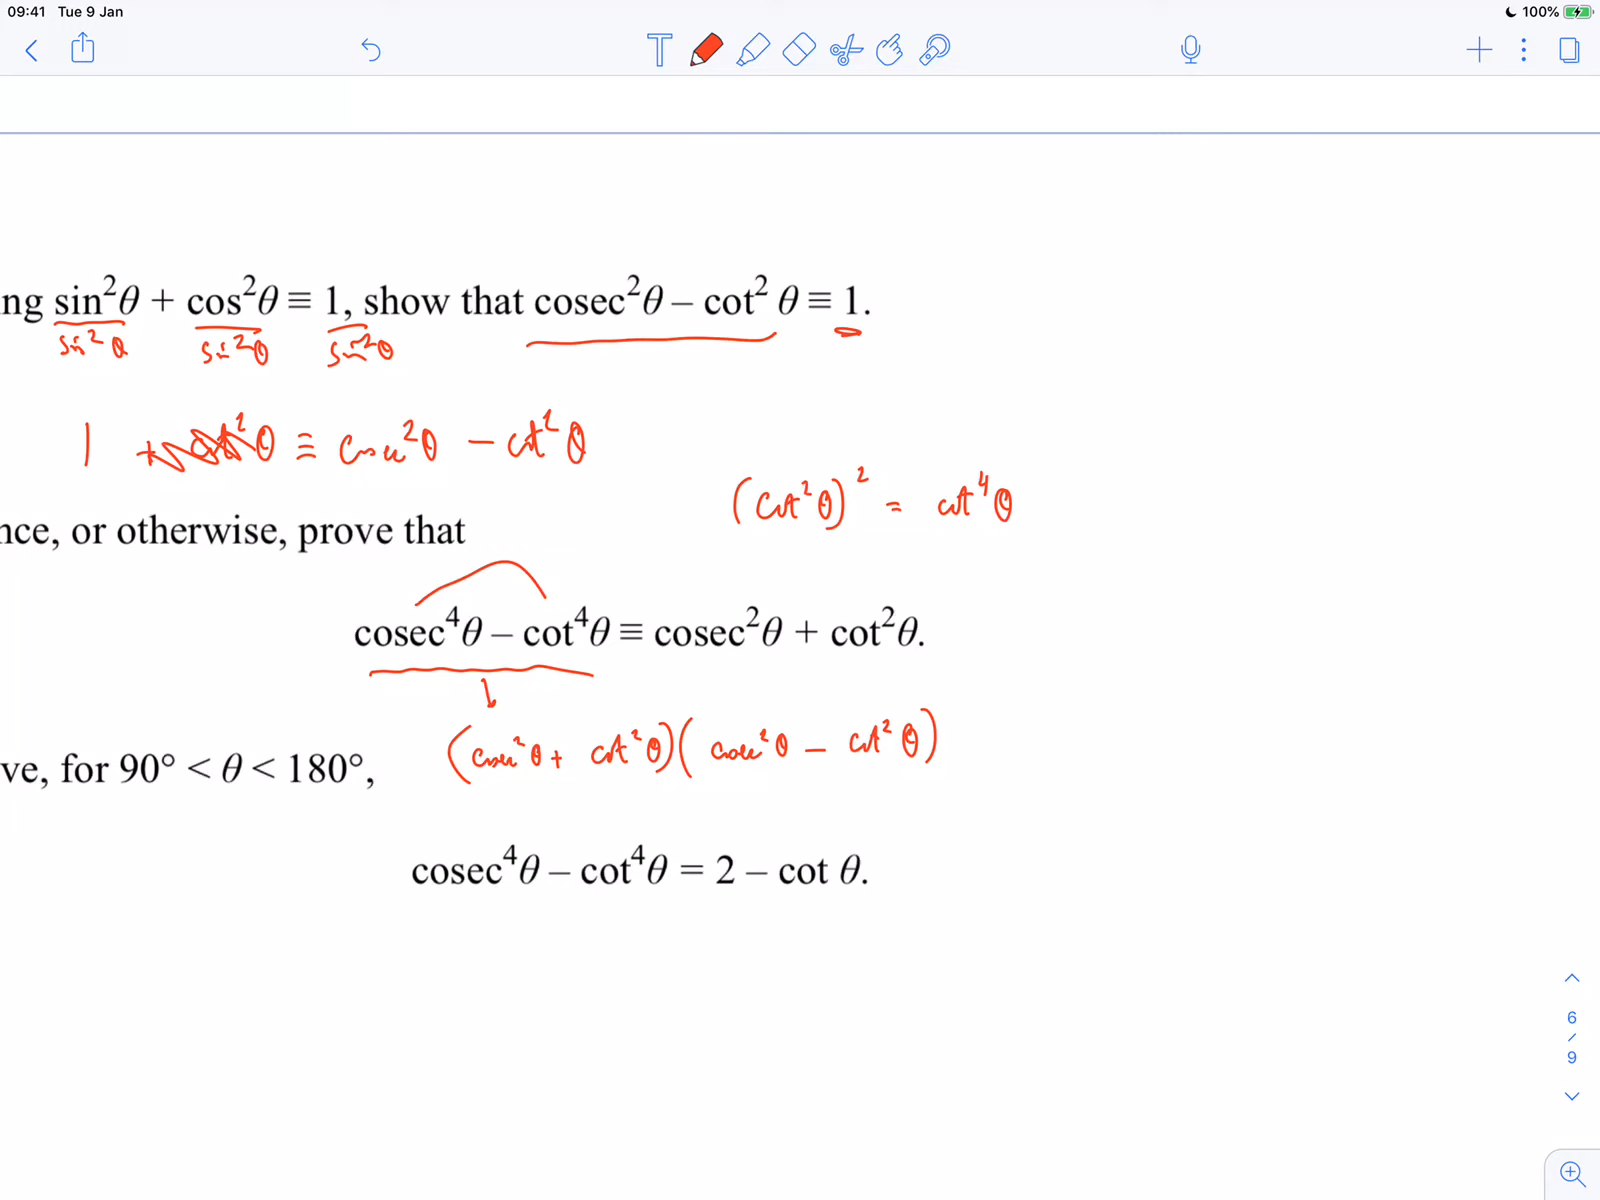 09:41 Tue 9 Jan 100%
ng sin²θ + cos²θ ≡ 1, show that cosec²θ – cot² θ ≡ 1.
sin²θ sin²θ sin²θ
1 θ ≡ cosec²θ – cot²θ
(cot²θ)² = cot⁴θ
nce, or otherwise, prove that
cosec⁴θ – cot⁴θ ≡ cosec²θ + cot²θ.
(cosec²θ + cot²θ)(cosec²θ – cot²θ)
ve, for 90° < θ < 180°,
cosec⁴θ – cot⁴θ = 2 – cot θ.
6
/
9